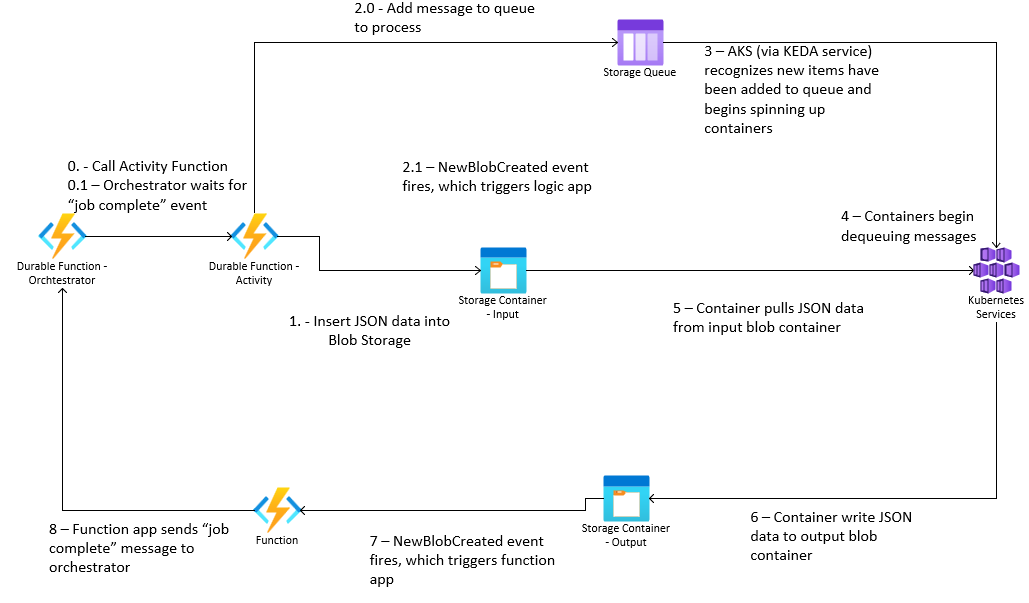 2.0 - Add message to queue
to process
Storage Queue
3 – AKS (via KEDA service)
recognizes new items have
been added to queue and
begins spinning up
containers
0. - Call Activity Function
0.1 – Orchestrator waits for
“job complete” event
2.1 – NewBlobCreated event
fires, which triggers logic app
4 – Containers begin
dequeuing messages
Durable Function -
Orchtestrator
Durable Function -
Activity
Storage Container
- Input
Kubernetes
Services
1. - Insert JSON data into
Blob Storage
5 – Container pulls JSON data
from input blob container
8 – Function app sends “job
complete” message to
orchestrator
Function
7 – NewBlobCreated event
fires, which triggers function
app
Storage Container
- Output
6 – Container write JSON
data to output blob
container